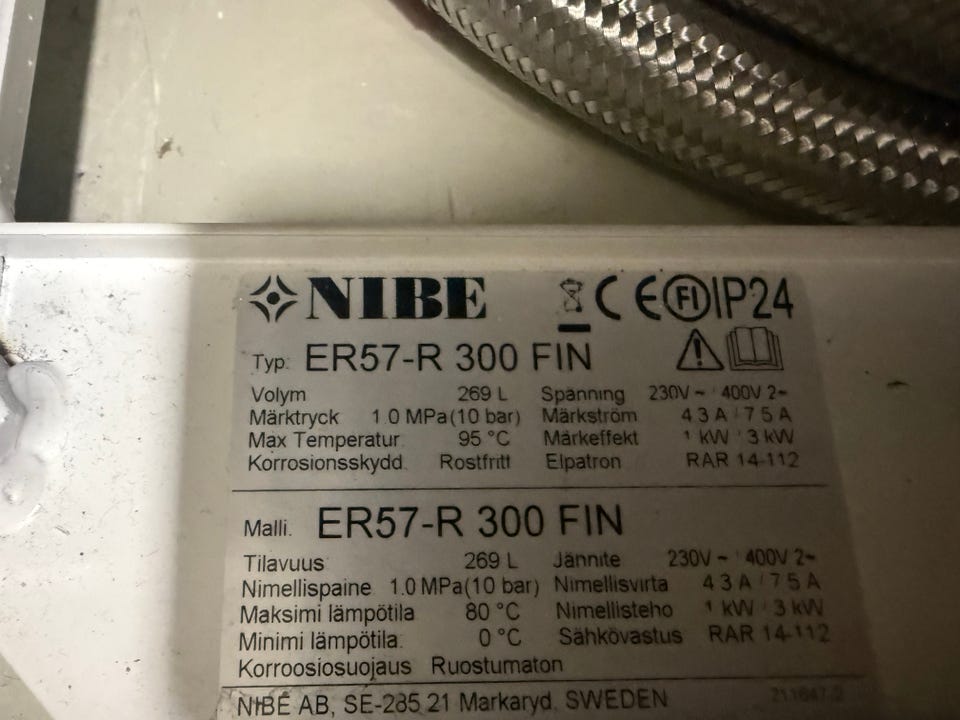 NIBE CE FI IP24
Typ: ER57-R 300 FIN
Volym 269 L Spänning 230V ~ / 400V 2~
Märktryck 1.0 MPa(10 bar) Märkström 4.3 A / 7.5 A
Max Temperatur 95 °C Märkeffekt 1 kW / 3 kW
Korrosionsskydd Rostfritt Elpatron RAR 14-112
Malli. ER57-R 300 FIN
Tilavuus 269 L Jännite 230V ~ / 400V 2~
Nimellispaine 1.0 MPa(10 bar) Nimellisvirta 4.3 A / 7.5 A
Maksimi lämpötila 80 °C Nimellisteho 1 kW / 3 kW
Minimi lämpötila: 0 °C Sähkövastus RAR 14-112
Korroosiosuojaus Ruostumaton
NIBE AB, SE-285 21 Markaryd. SWEDEN